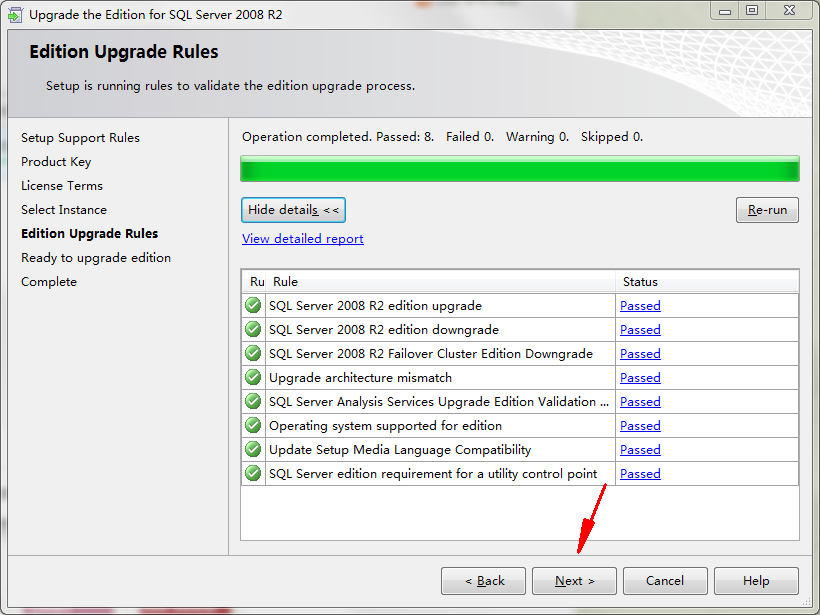 Upgrade the Edition for SQL Server 2008 R2
Edition Upgrade Rules
Setup is running rules to validate the edition upgrade process.
Setup Support Rules
Product Key
License Terms
Select Instance
Edition Upgrade Rules
Ready to upgrade edition
Complete
Operation completed. Passed: 8. Failed 0. Warning 0. Skipped 0.
Hide details <<
Re-run
View detailed report
Ru Rule Status
SQL Server 2008 R2 edition upgrade Passed
SQL Server 2008 R2 edition downgrade Passed
SQL Server 2008 R2 Failover Cluster Edition Downgrade Passed
Upgrade architecture mismatch Passed
SQL Server Analysis Services Upgrade Edition Validation ... Passed
Operating system supported for edition Passed
Update Setup Media Language Compatibility Passed
SQL Server edition requirement for a utility control point Passed
< Back Next > Cancel Help